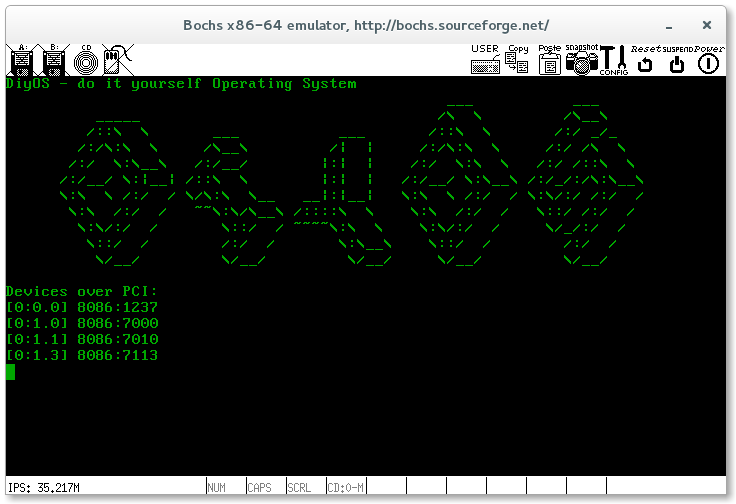 Bochs x86-64 emulator, http://bochs.sourceforge.net/
A: B: CD USER Copy Paste snapshot CONFIG Reset SUSPEND Power
DiyOS - do it yourself Operating System
Devices over PCI:
[0:0.0] 8086:1237
[0:1.0] 8086:7000
[0:1.1] 8086:7010
[0:1.3] 8086:7113
IPS: 35.217M NUM CAPS SCRL CD:0-M